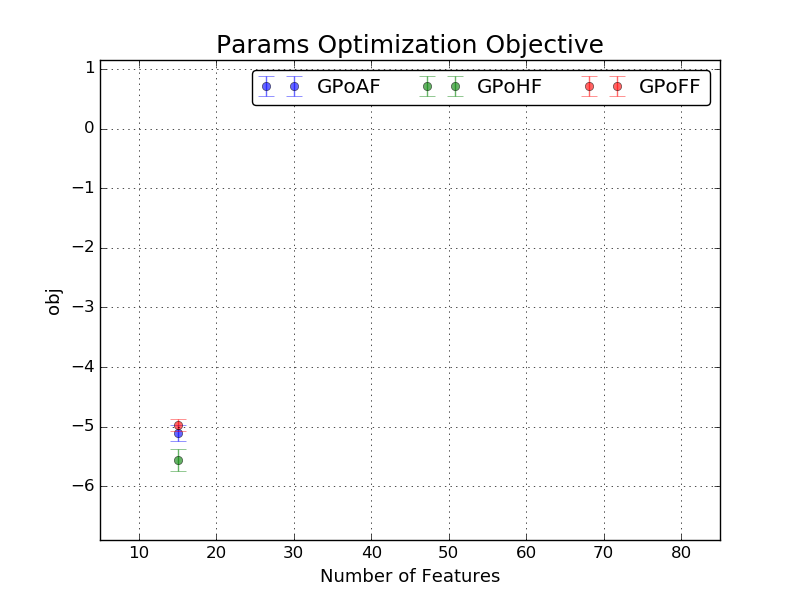 Params Optimization Objective
GPoAF GPoHF GPoFF
1
0
−1
−2
−3
−4
−5
−6
obj
10 20 30 40 50 60 70 80
Number of Features